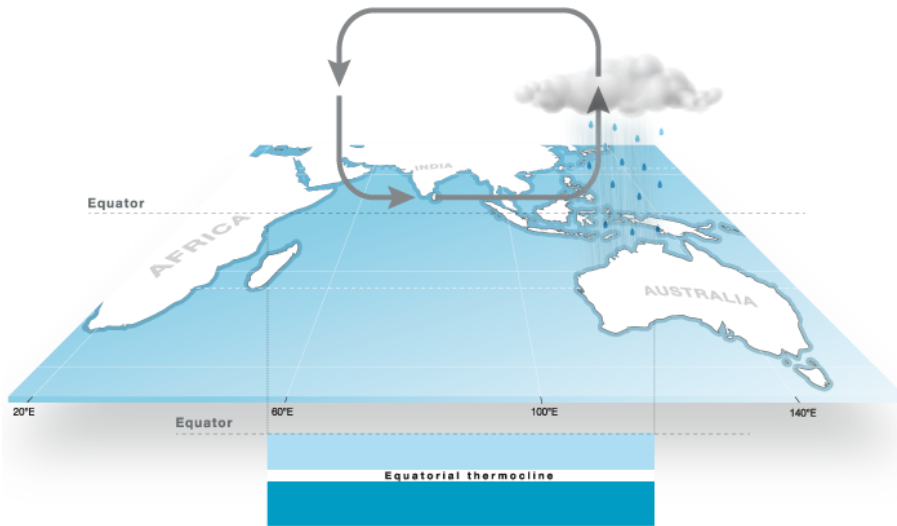 INDIA
Equator
AFRICA
AUSTRALIA
20°E
60°E
100°E
140°E
Equator
Equatorial thermocline